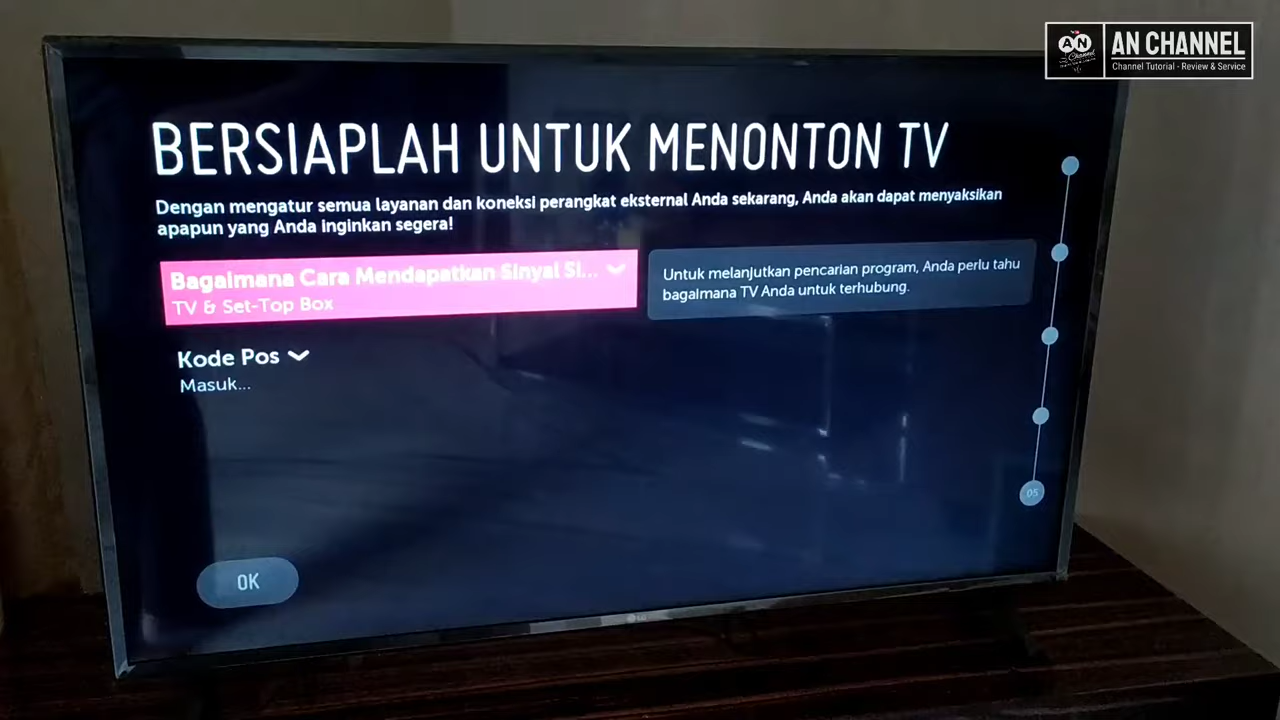 AN CHANNEL
Channel Tutorial - Review & Service
AN
Channel
BERSIAPLAH UNTUK MENONTON TV
Dengan mengatur semua layanan dan koneksi perangkat eksternal Anda sekarang, Anda akan dapat menyaksikan
apapun yang Anda inginkan segera!
Bagaimana Cara Mendapatkan Sinyal Si...
TV & Set-Top Box
Untuk melanjutkan pencarian program, Anda perlu tahu
bagaimana TV Anda untuk terhubung.
Kode Pos
Masuk...
05
OK